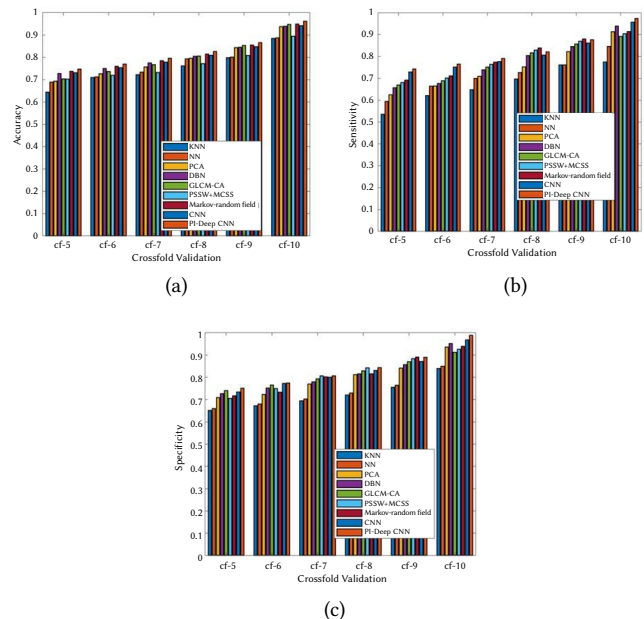 1
0.9
0.8
0.7
0.6
0.5
0.4
0.3
0.2
0.1
0
Accuracy
KNN
NN
PCA
DBN
GLCM-CA
PSSW+MCSS
Markov-random field
CNN
PI-Deep CNN
cf-5 cf-6 cf-7 cf-8 cf-9 cf-10
Crossfold Validation
(a)
1
0.9
0.8
0.7
0.6
0.5
0.4
0.3
0.2
0.1
0
Sensitivity
KNN
NN
PCA
DBN
GLCM-CA
PSSW+MCSS
Markov-random field
CNN
PI-Deep CNN
cf-5 cf-6 cf-7 cf-8 cf-9 cf-10
Crossfold Validation
(b)
1
0.9
0.8
0.7
0.6
0.5
0.4
0.3
0.2
0.1
0
Specificity
KNN
NN
PCA
DBN
GLCM-CA
PSSW+MCSS
Markov-random field
CNN
PI-Deep CNN
cf-5 cf-6 cf-7 cf-8 cf-9 cf-10
Crossfold Validation
(c)